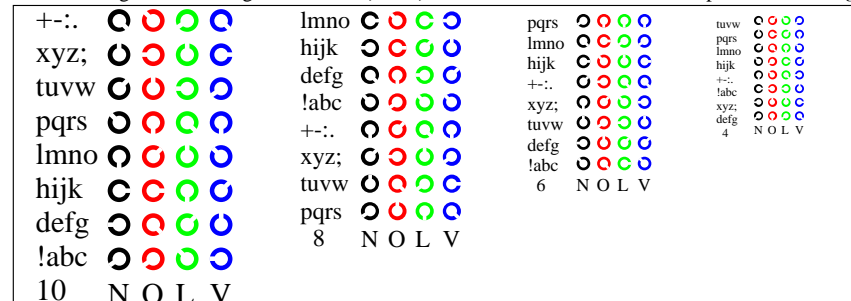 +-:.
xyz;
tuvw
pqrs
lmno
hijk
defg
!abc
10 N O L V
lmno
hijk
defg
!abc
+-:.
xyz;
tuvw
pqrs
8 N O L V
pqrs
lmno
hijk
+-:.
xyz;
tuvw
defg
!abc
6 N O L V
tuvw
pqrs
lmno
hijk
+-:.
!abc
xyz;
defg
4 N O L V